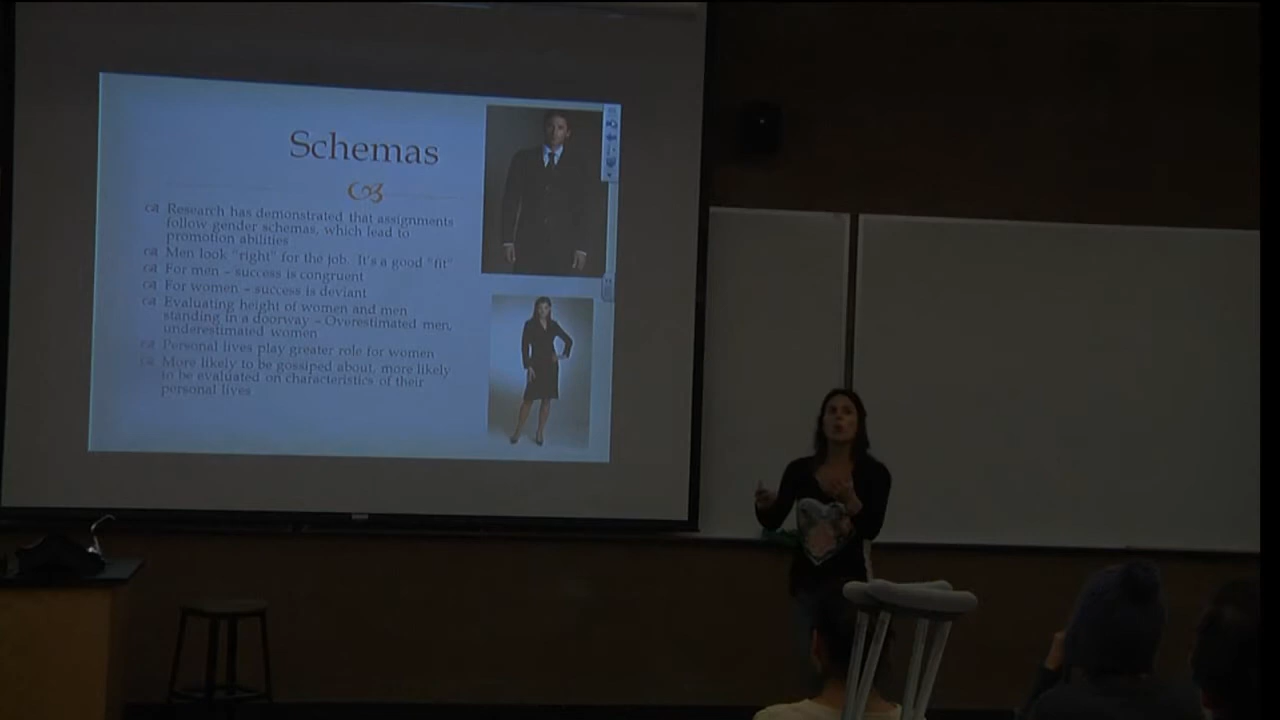 Schemas
Research has demonstrated that assignments
follow gender schemas, which lead to
promotion abilities
Men look "right" for the job. It's a good "fit"
For men – success is congruent
For women – success is deviant
Evaluating height of women and men
standing in a doorway – Overestimated men,
underestimated women
Personal lives play greater role for women
More likely to be gossiped about, more likely
to be evaluated on characteristics of their
personal lives